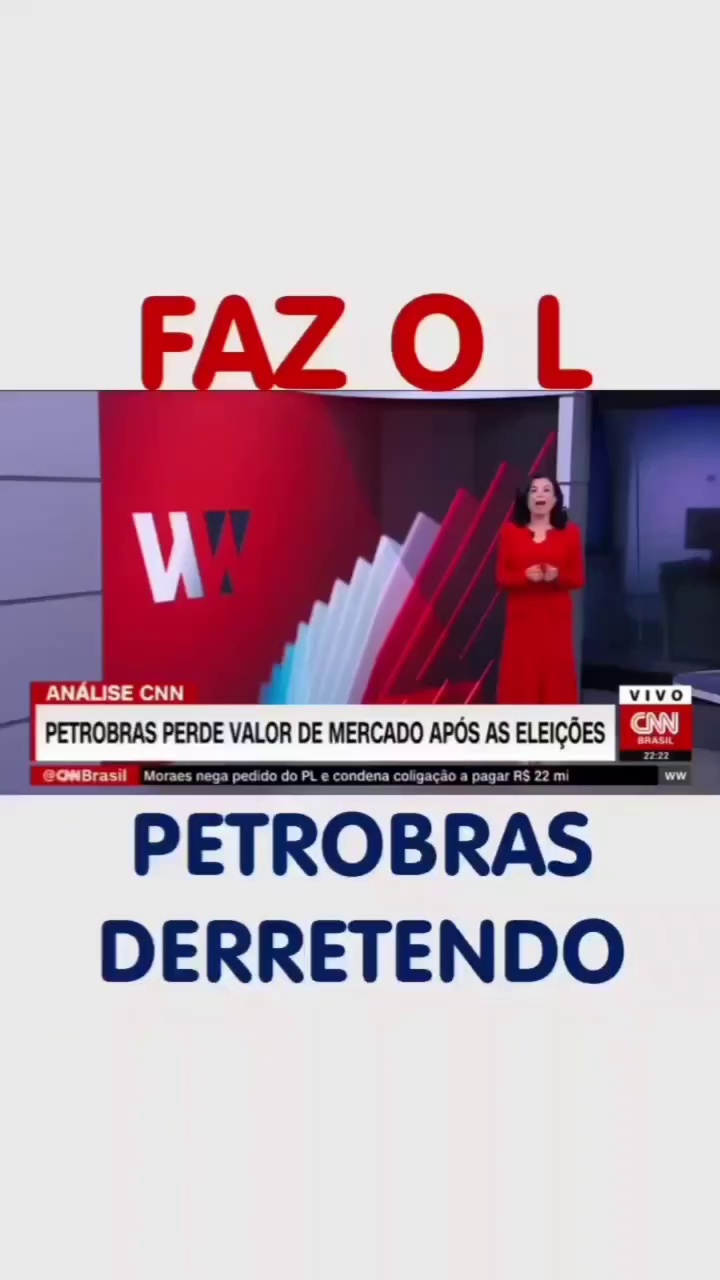 FAZ O L
W W
ANÁLISE CNN
VIVO
PETROBRAS PERDE VALOR DE MERCADO APÓS AS ELEIÇÕES
CNN
BRASIL
22:22
@CNNBrasil Moraes nega pedido do PL e condena coligação a pagar R$ 22 mi
WW
PETROBRAS
DERRETENDO